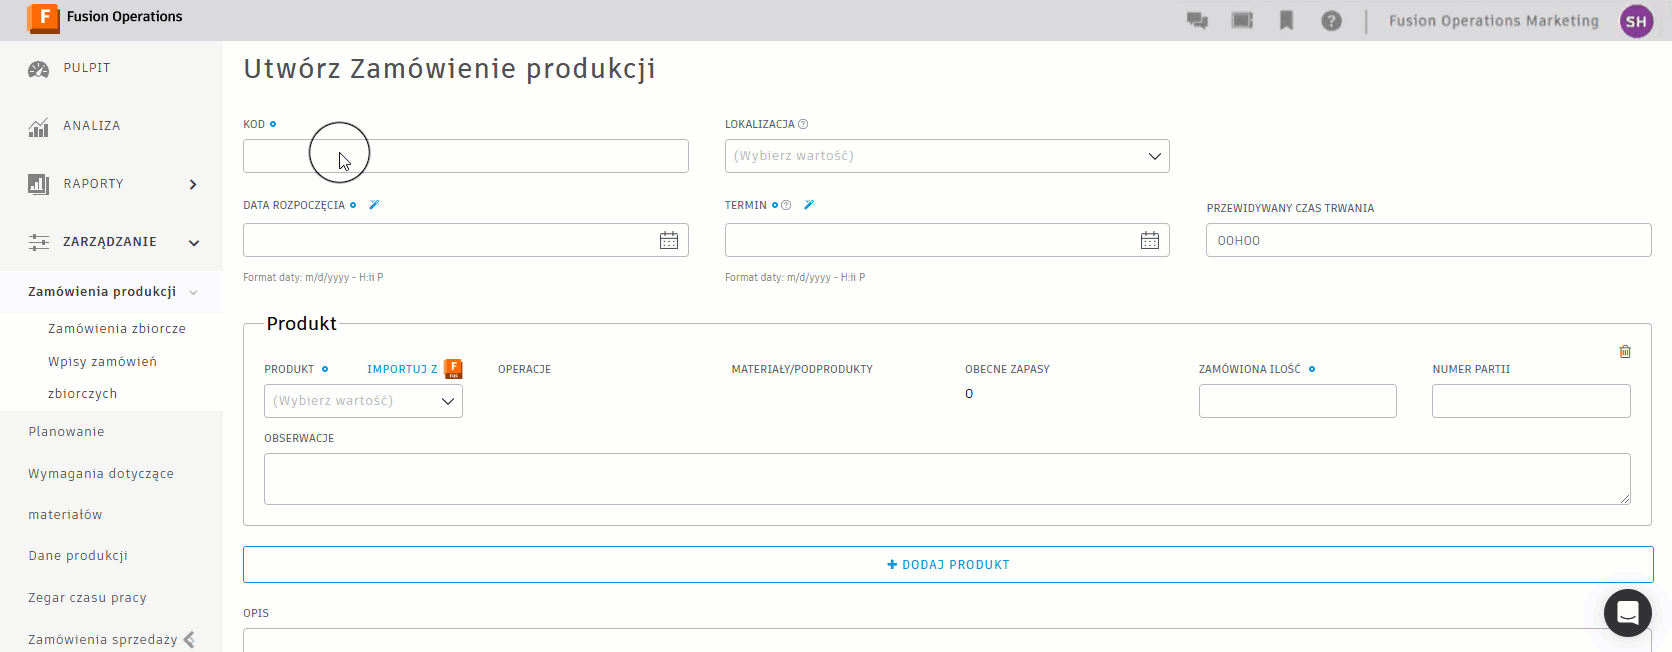 F Fusion Operations
Fusion Operations Marketing SH
PULPIT
ANALIZA
RAPORTY
ZARZĄDZANIE
Zamówienia produkcji
Zamówienia zbiorcze
Wpisy zamówień
zbiorczych
Planowanie
Wymagania dotyczące
materiałów
Dane produkcji
Zegar czasu pracy
Zamówienia sprzedaży
Utwórz Zamówienie produkcji
KOD
LOKALIZACJA
(Wybierz wartość)
DATA ROZPOCZĘCIA
TERMIN
PRZEWIDYWANY CZAS TRWANIA
00H00
Format daty: m/d/yyyy - H:ii P
Format daty: m/d/yyyy - H:ii P
Produkt
PRODUKT IMPORTUJ Z F FUS OPERACJE MATERIAŁY/PODPRODUKTY OBECNE ZAPASY ZAMÓWIONA ILOŚĆ NUMER PARTII
(Wybierz wartość) 0
OBSERWACJE
+ DODAJ PRODUKT
OPIS